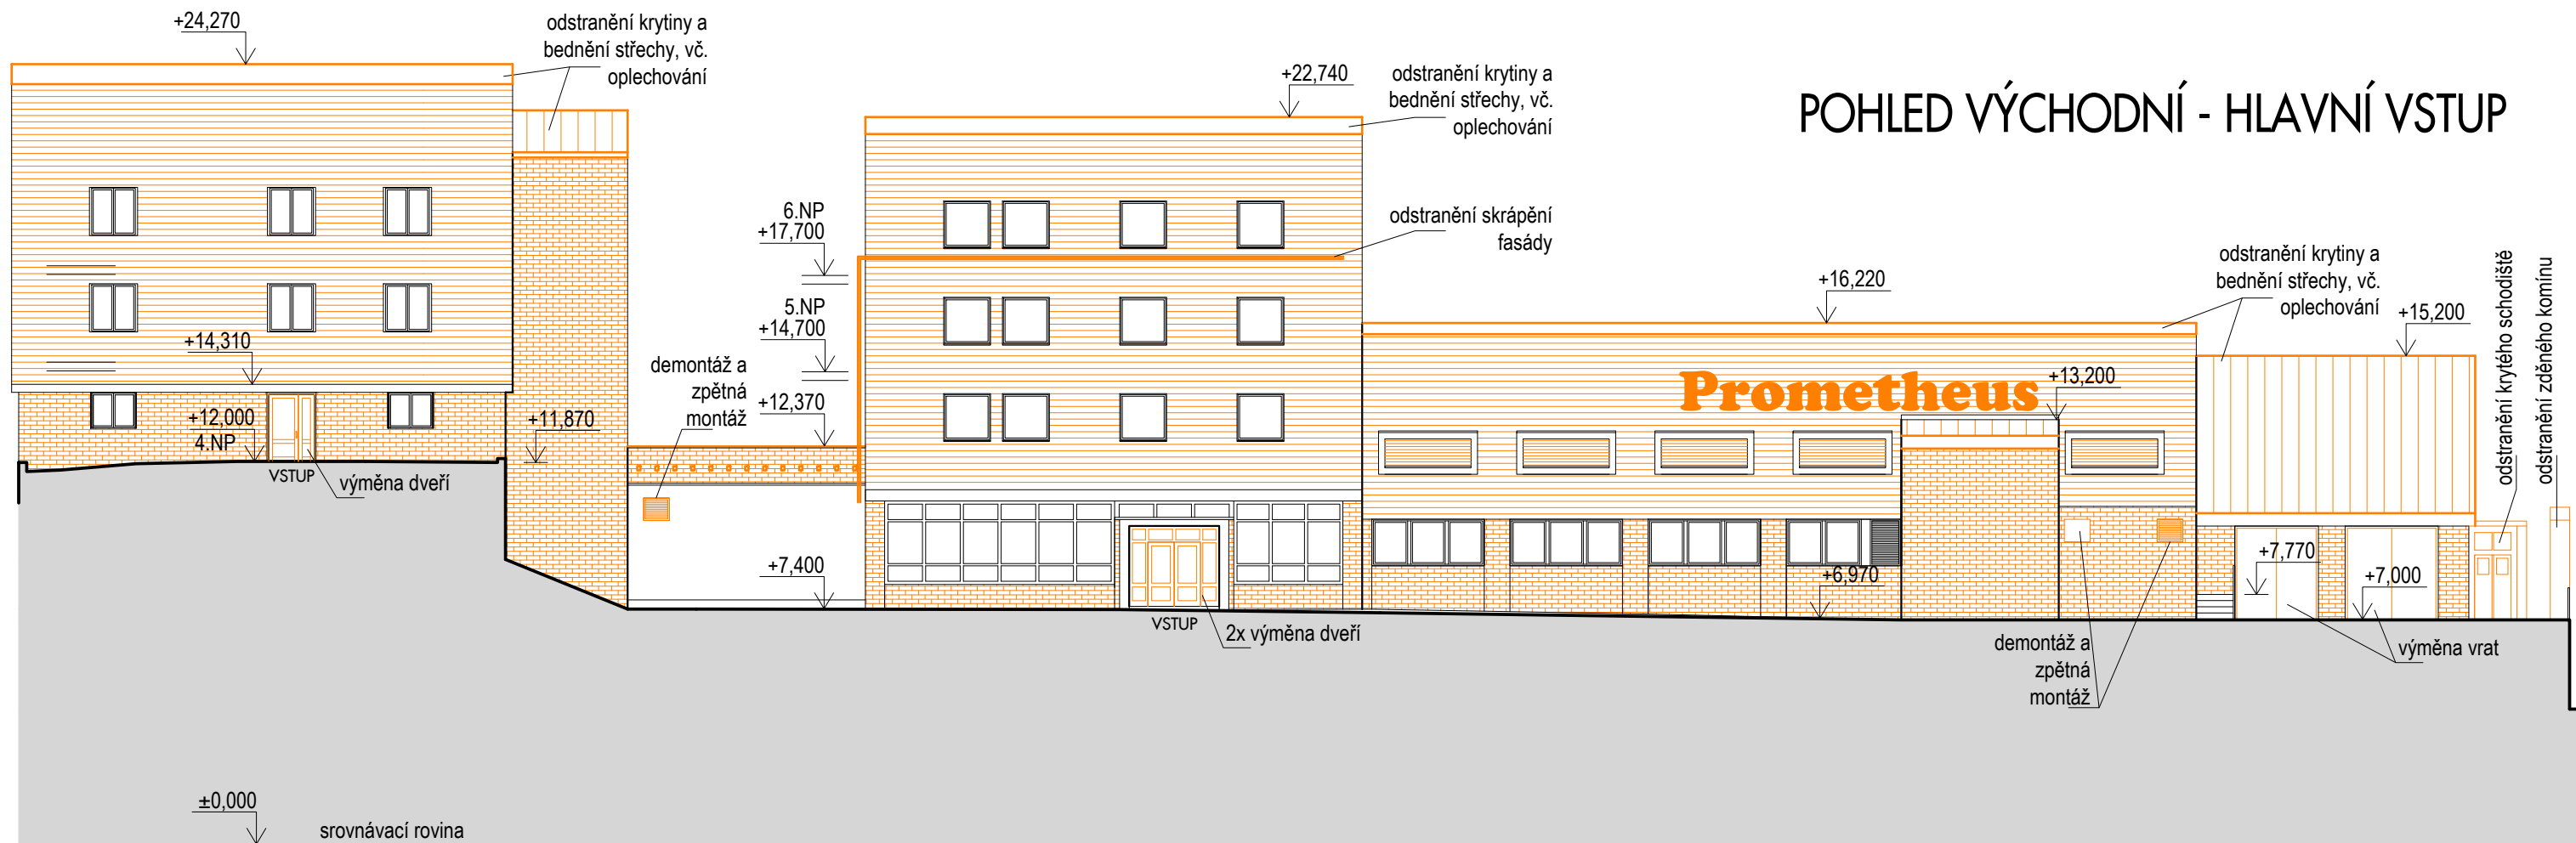 +24,270
odstranění krytiny a
bednění střechy, vč.
oplechování
+22,740
odstranění krytiny a
bednění střechy, vč.
oplechování
POHLED VÝCHODNÍ - HLAVNÍ VSTUP
6.NP
+17,700
odstranění skrápění
fasády
5.NP
+14,700
+16,220
odstranění krytiny a
bednění střechy, vč.
oplechování
+15,200
odstranění krytého schodiště
odstranění zděného komínu
+14,310
demontáž a
zpětná
montáž
+12,370
Prometheus
+13,200
+12,000
4.NP
+11,870
VSTUP
výměna dveří
+7,400
+6,970
+7,770
+7,000
VSTUP
2x výměna dveří
demontáž a
zpětná
montáž
výměna vrat
±0,000
srovnávací rovina